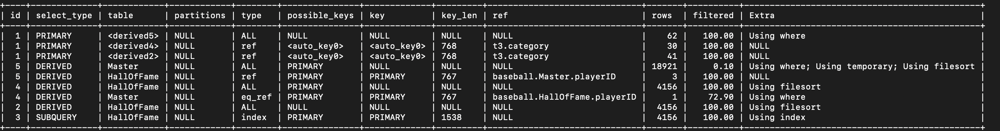 +----+-------------+-------------+------------+--------+---------------+-------------+---------+-------------------------------+-------+----------+----------------------------------------------+
| id | select_type | table       | partitions | type   | possible_keys | key         | key_len | ref                           | rows  | filtered | Extra                                        |
+----+-------------+-------------+------------+--------+---------------+-------------+---------+-------------------------------+-------+----------+----------------------------------------------+
|  1 | PRIMARY     | <derived5>  | NULL       | ALL    | NULL          | NULL        | NULL    | NULL                          |    62 |   100.00 | Using where                                  |
|  1 | PRIMARY     | <derived4>  | NULL       | ref    | <auto_key0>   | <auto_key0> | 768     | t3.category                   |    30 |   100.00 | NULL                                         |
|  1 | PRIMARY     | <derived2>  | NULL       | ref    | <auto_key0>   | <auto_key0> | 768     | t3.category                   |    41 |   100.00 | NULL                                         |
|  5 | DERIVED     | Master      | NULL       | ALL    | PRIMARY       | NULL        | NULL    | NULL                          | 18921 |     0.10 | Using where; Using temporary; Using filesort |
|  5 | DERIVED     | HallOfFame  | NULL       | ref    | PRIMARY       | PRIMARY     | 767     | baseball.Master.playerID      |     3 |   100.00 | NULL                                         |
|  4 | DERIVED     | HallOfFame  | NULL       | ALL    | PRIMARY       | NULL        | NULL    | NULL                          |  4156 |   100.00 | Using filesort                               |
|  4 | DERIVED     | Master      | NULL       | eq_ref | PRIMARY       | PRIMARY     | 767     | baseball.HallOfFame.playerID  |     1 |    72.90 | Using where                                  |
|  2 | DERIVED     | HallOfFame  | NULL       | ALL    | NULL          | NULL        | NULL    | NULL                          |  4156 |   100.00 | Using filesort                               |
|  3 | SUBQUERY    | HallOfFame  | NULL       | index  | PRIMARY       | PRIMARY     | 1538    | NULL                          |  4156 |   100.00 | Using index                                  |
+----+-------------+-------------+------------+--------+---------------+-------------+---------+-------------------------------+-------+----------+----------------------------------------------+